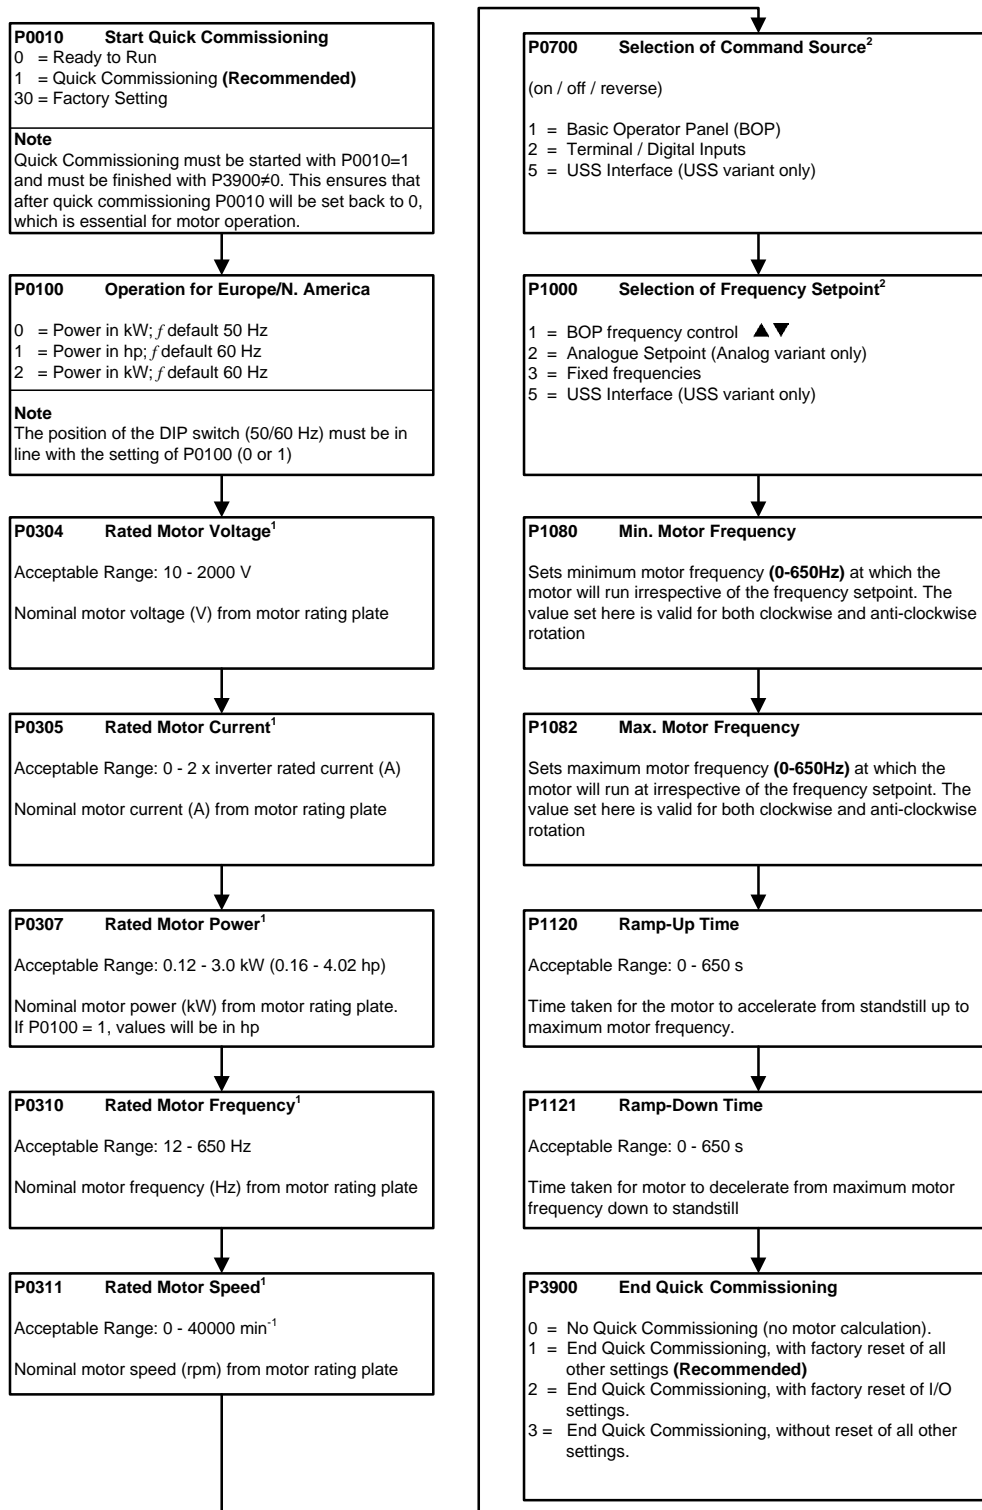 P0010 Start Quick Commissioning
0 = Ready to Run
1 = Quick Commissioning (Recommended)
30 = Factory Setting
Note
Quick Commissioning must be started with P0010=1
and must be finished with P3900≠0. This ensures that
after quick commissioning P0010 will be set back to 0,
which is essential for motor operation.
P0100 Operation for Europe/N. America
0 = Power in kW; f default 50 Hz
1 = Power in hp; f default 60 Hz
2 = Power in kW; f default 60 Hz
Note
The position of the DIP switch (50/60 Hz) must be in
line with the setting of P0100 (0 or 1)
P0304 Rated Motor Voltage¹
Acceptable Range: 10 - 2000 V
Nominal motor voltage (V) from motor rating plate
P0305 Rated Motor Current¹
Acceptable Range: 0 - 2 x inverter rated current (A)
Nominal motor current (A) from motor rating plate
P0307 Rated Motor Power¹
Acceptable Range: 0.12 - 3.0 kW (0.16 - 4.02 hp)
Nominal motor power (kW) from motor rating plate.
If P0100 = 1, values will be in hp
P0310 Rated Motor Frequency¹
Acceptable Range: 12 - 650 Hz
Nominal motor frequency (Hz) from motor rating plate
P0311 Rated Motor Speed¹
Acceptable Range: 0 - 40000 min⁻¹
Nominal motor speed (rpm) from motor rating plate
P0700 Selection of Command Source²
(on / off / reverse)
1 = Basic Operator Panel (BOP)
2 = Terminal / Digital Inputs
5 = USS Interface (USS variant only)
P1000 Selection of Frequency Setpoint²
1 = BOP frequency control ▲▼
2 = Analogue Setpoint (Analog variant only)
3 = Fixed frequencies
5 = USS Interface (USS variant only)
P1080 Min. Motor Frequency
Sets minimum motor frequency (0-650Hz) at which the
motor will run irrespective of the frequency setpoint. The
value set here is valid for both clockwise and anti-clockwise
rotation
P1082 Max. Motor Frequency
Sets maximum motor frequency (0-650Hz) at which the
motor will run at irrespective of the frequency setpoint. The
value set here is valid for both clockwise and anti-clockwise
rotation
P1120 Ramp-Up Time
Acceptable Range: 0 - 650 s
Time taken for the motor to accelerate from standstill up to
maximum motor frequency.
P1121 Ramp-Down Time
Acceptable Range: 0 - 650 s
Time taken for motor to decelerate from maximum motor
frequency down to standstill
P3900 End Quick Commissioning
0 = No Quick Commissioning (no motor calculation).
1 = End Quick Commissioning, with factory reset of all
other settings (Recommended)
2 = End Quick Commissioning, with factory reset of I/O
settings.
3 = End Quick Commissioning, without reset of all other
settings.